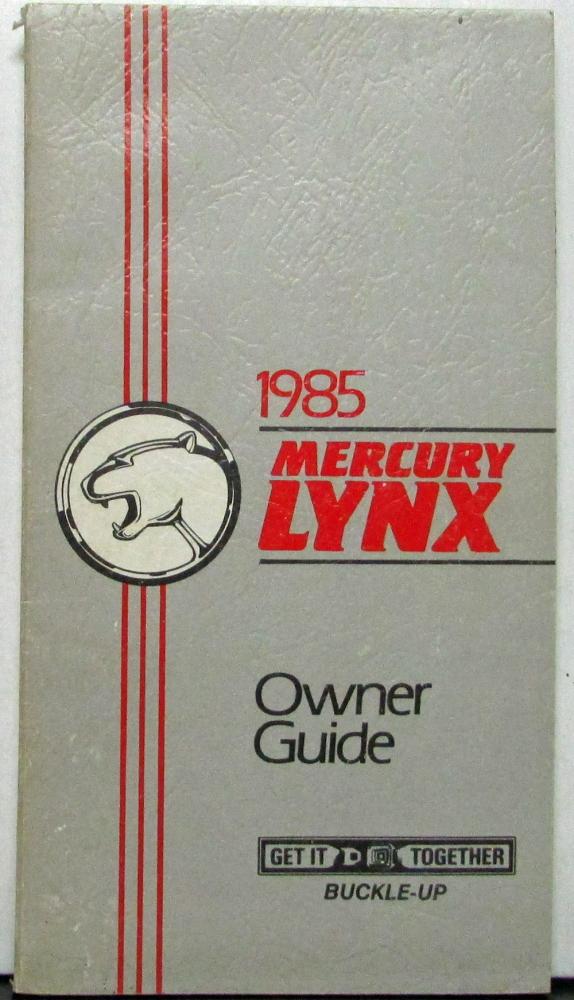 1985
MERCURY
LYNX
Owner
Guide
GET IT TOGETHER
BUCKLE-UP